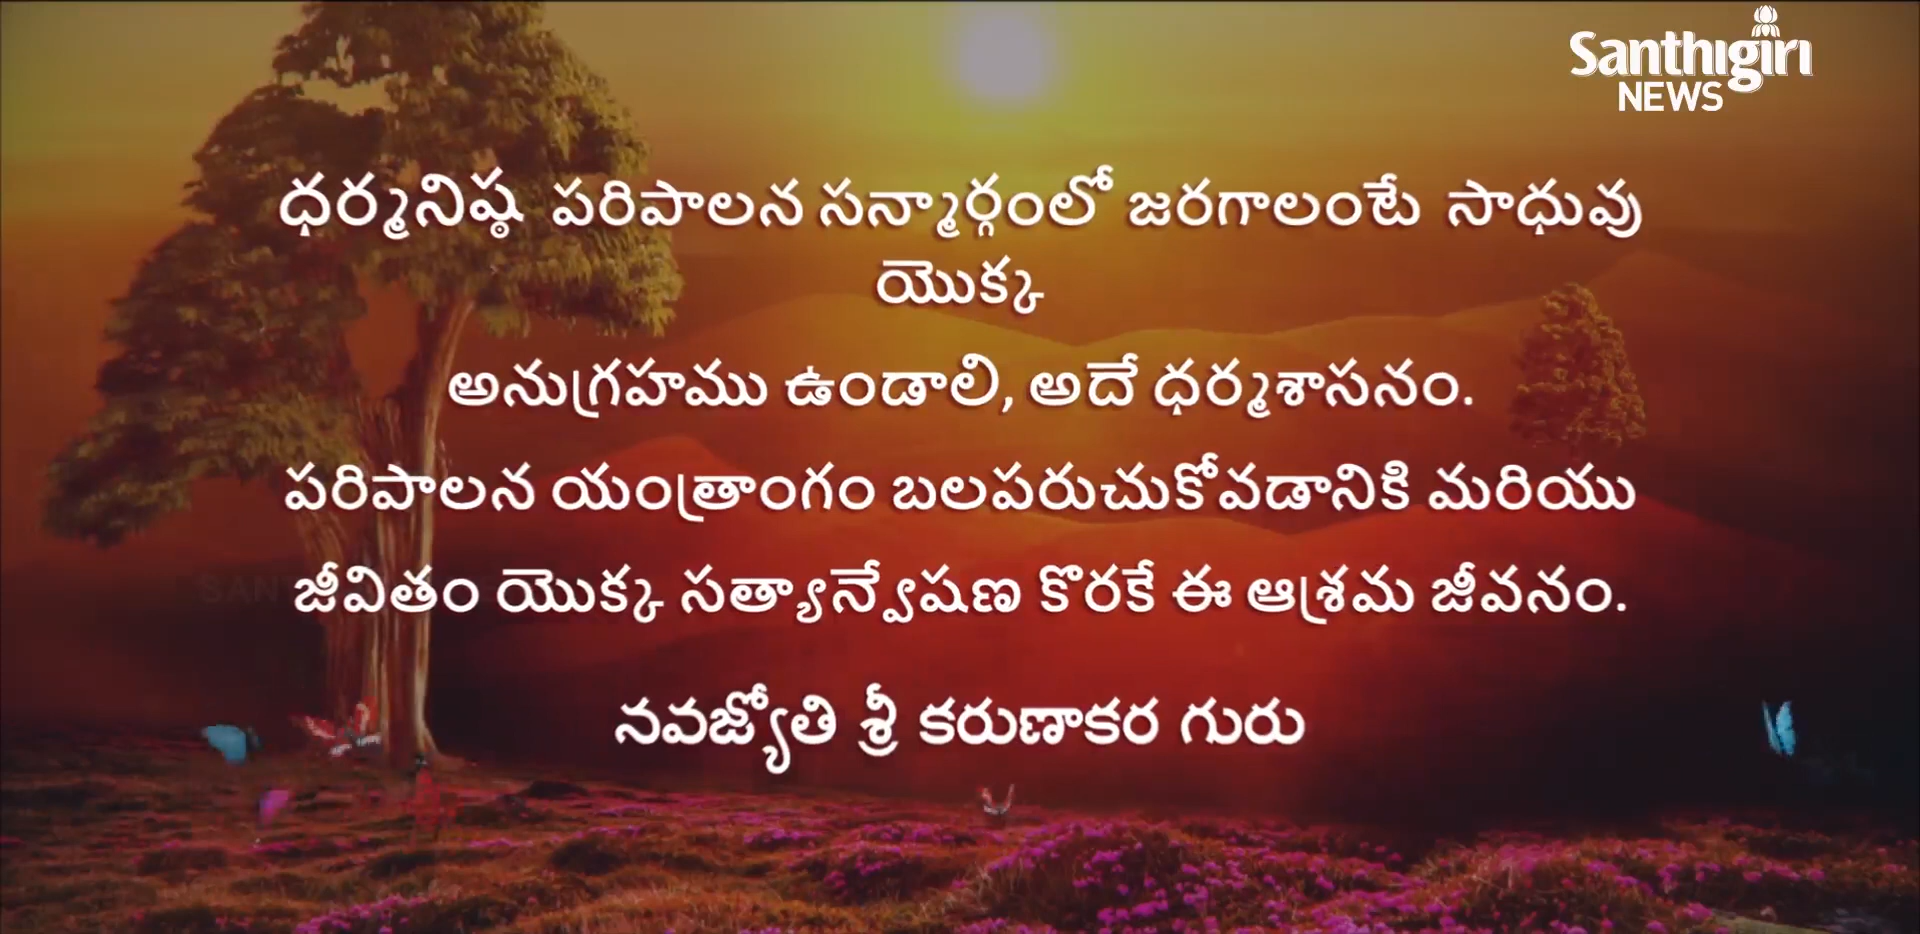 Santhigiri
NEWS
ధర్మనిష్ఠ పరిపాలన సన్మార్గంలో జరగాలంటే సాధువు
యొక్క
అనుగ్రహము ఉండాలి, అదే ధర్మశాసనం.
పరిపాలన యంత్రాంగం బలపరుచుకోవడానికి మరియు
జీవితం యొక్క సత్యాన్వేషణ కొరకే ఈ ఆశ్రమ జీవనం.
నవజ్యోతి శ్రీ కరుణాకర గురు